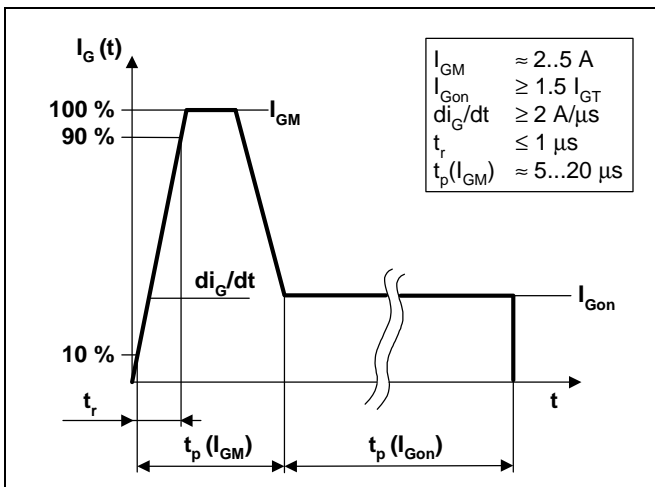 I_G (t)
100 %
90 %
10 %
I_GM
di_G/dt
I_Gon
t
t_r
t_p (I_GM)
t_p (I_Gon)
I_GM ≈ 2..5 A
I_Gon ≥ 1.5 I_GT
di_G/dt ≥ 2 A/μs
t_r ≤ 1 μs
t_p(I_GM) ≈ 5...20 μs